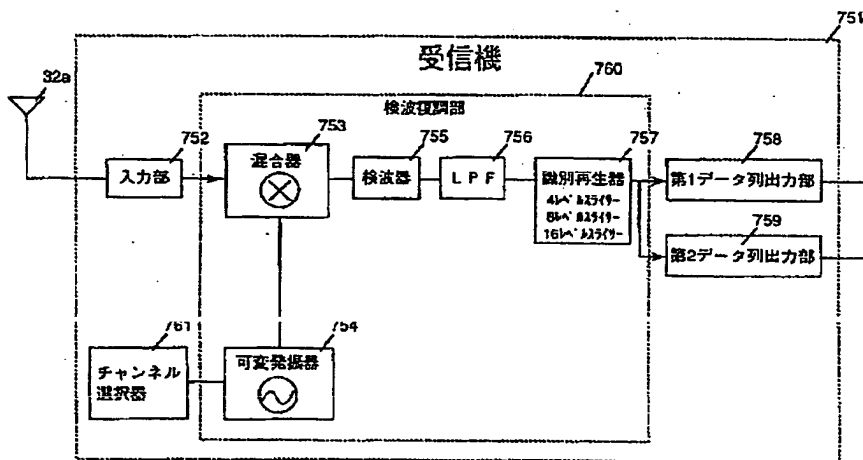 751
受信機
32a
760
検波復調部
752
753
755
756
757
758
入力部
混合器
検波器
LPF
識別再生器
4レベルスライサー
8レベルスライサー
16レベルスライサー
第1データ列出力部
759
第2データ列出力部
761
754
チャンネル
選択器
可変発振器